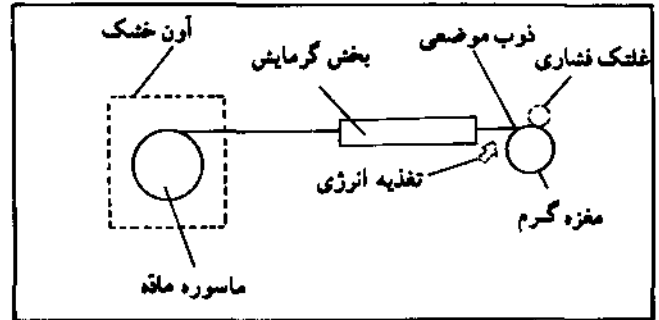 آون خشک
ذوب موضعی
غلتک فشاری
بخش گرمایش
تغذیه انرژی
مغزه گرم
ماسوره ماده